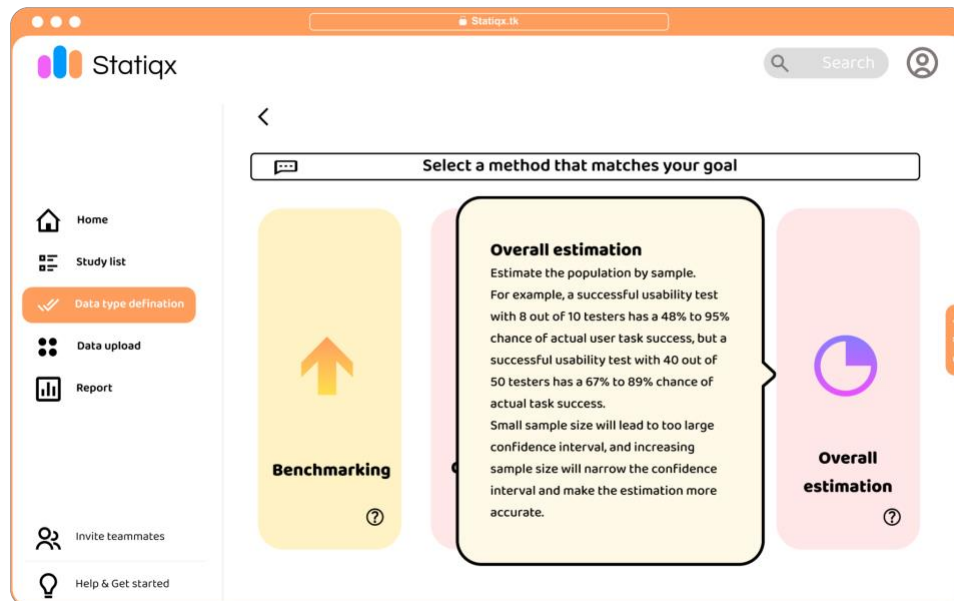 Statiqx.tk
Statiqx
Search
Select a method that matches your goal
Home
Study list
Data type defination
Data upload
Report
Invite teammates
Help & Get started
Benchmarking
Overall estimation
Estimate the population by sample.
For example, a successful usability test
with 8 out of 10 testers has a 48% to 95%
chance of actual user task success, but a
successful usability test with 40 out of
50 testers has a 67% to 89% chance of
actual task success.
Small sample size will lead to too large
confidence interval, and increasing
sample size will narrow the confidence
interval and make the estimation more
accurate.
Overall
estimation